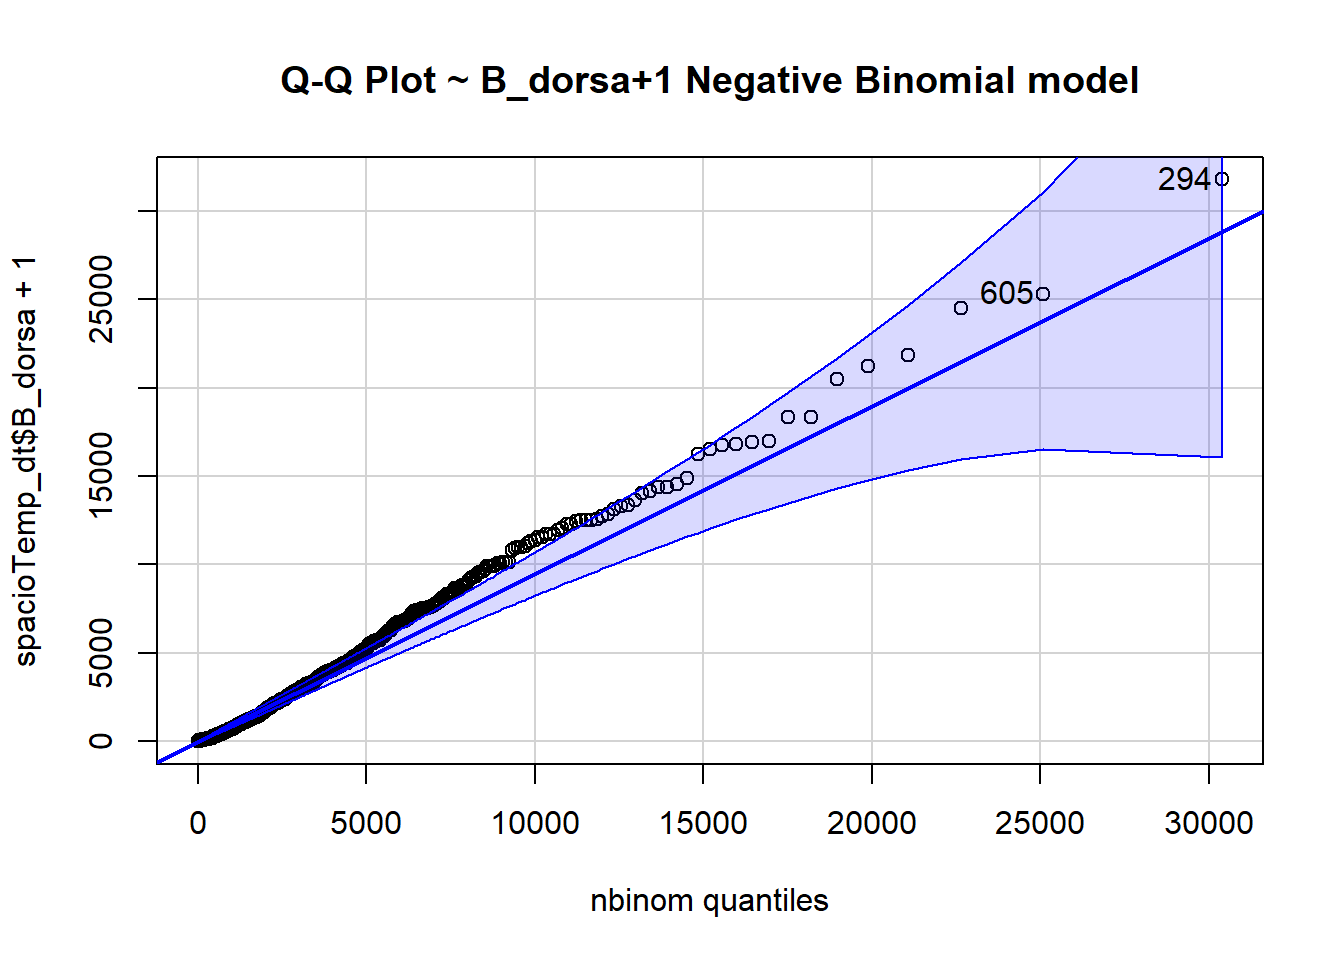 Q-Q Plot ~ B_dorsa+1 Negative Binomial model
294
605
spacioTemp_dt$B_dorsa + 1
25000
15000
5000
0
0 5000 10000 15000 20000 25000 30000
nbinom quantiles